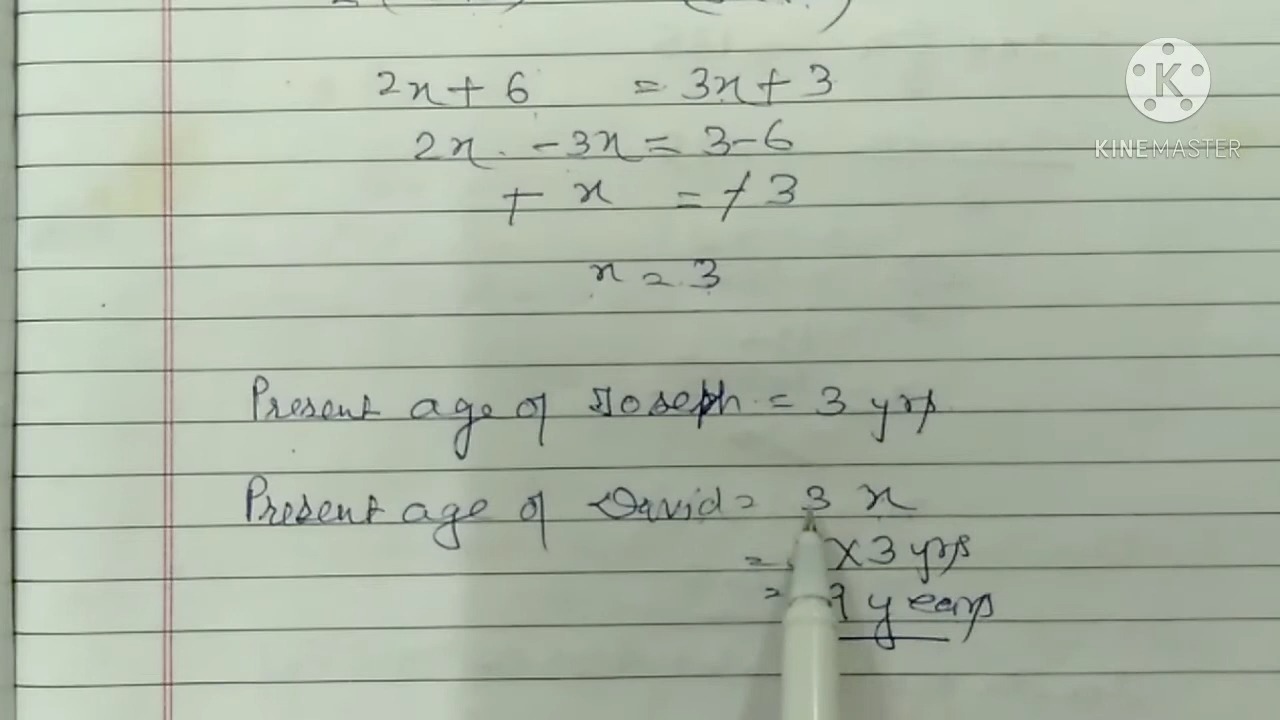 2x + 6 = 3x + 3
2x - 3x = 3 - 6
+ x = + 3
x = 3
Present age of Joseph = 3 yrs
Present age of David = 3 x
= × 3 yrs
= 9 years
K
KINEMASTER